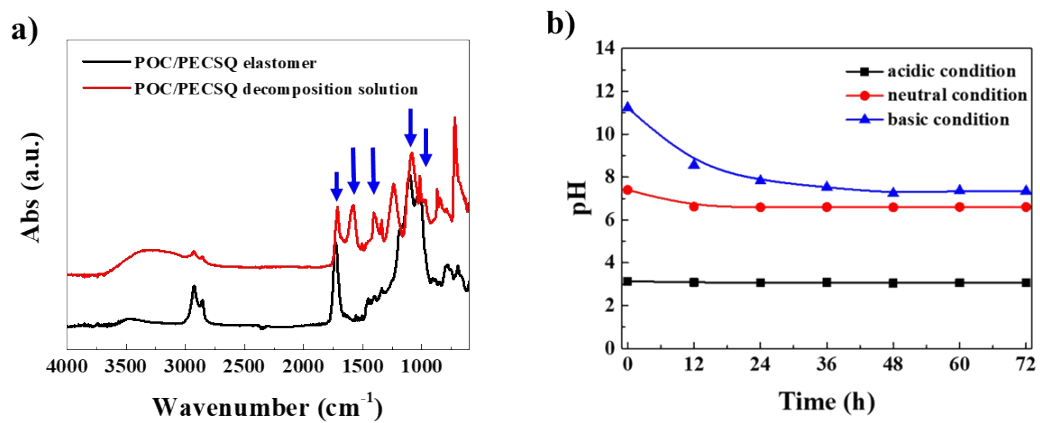 a)
POC/PECSQ elastomer
POC/PECSQ decomposition solution
Abs (a.u.)
4000 3500 3000 2500 2000 1500 1000
Wavenumber (cm⁻¹)
b)
acidic condition
neutral condition
basic condition
pH
14
12
10
8
6
4
2
0
0 12 24 36 48 60 72
Time (h)